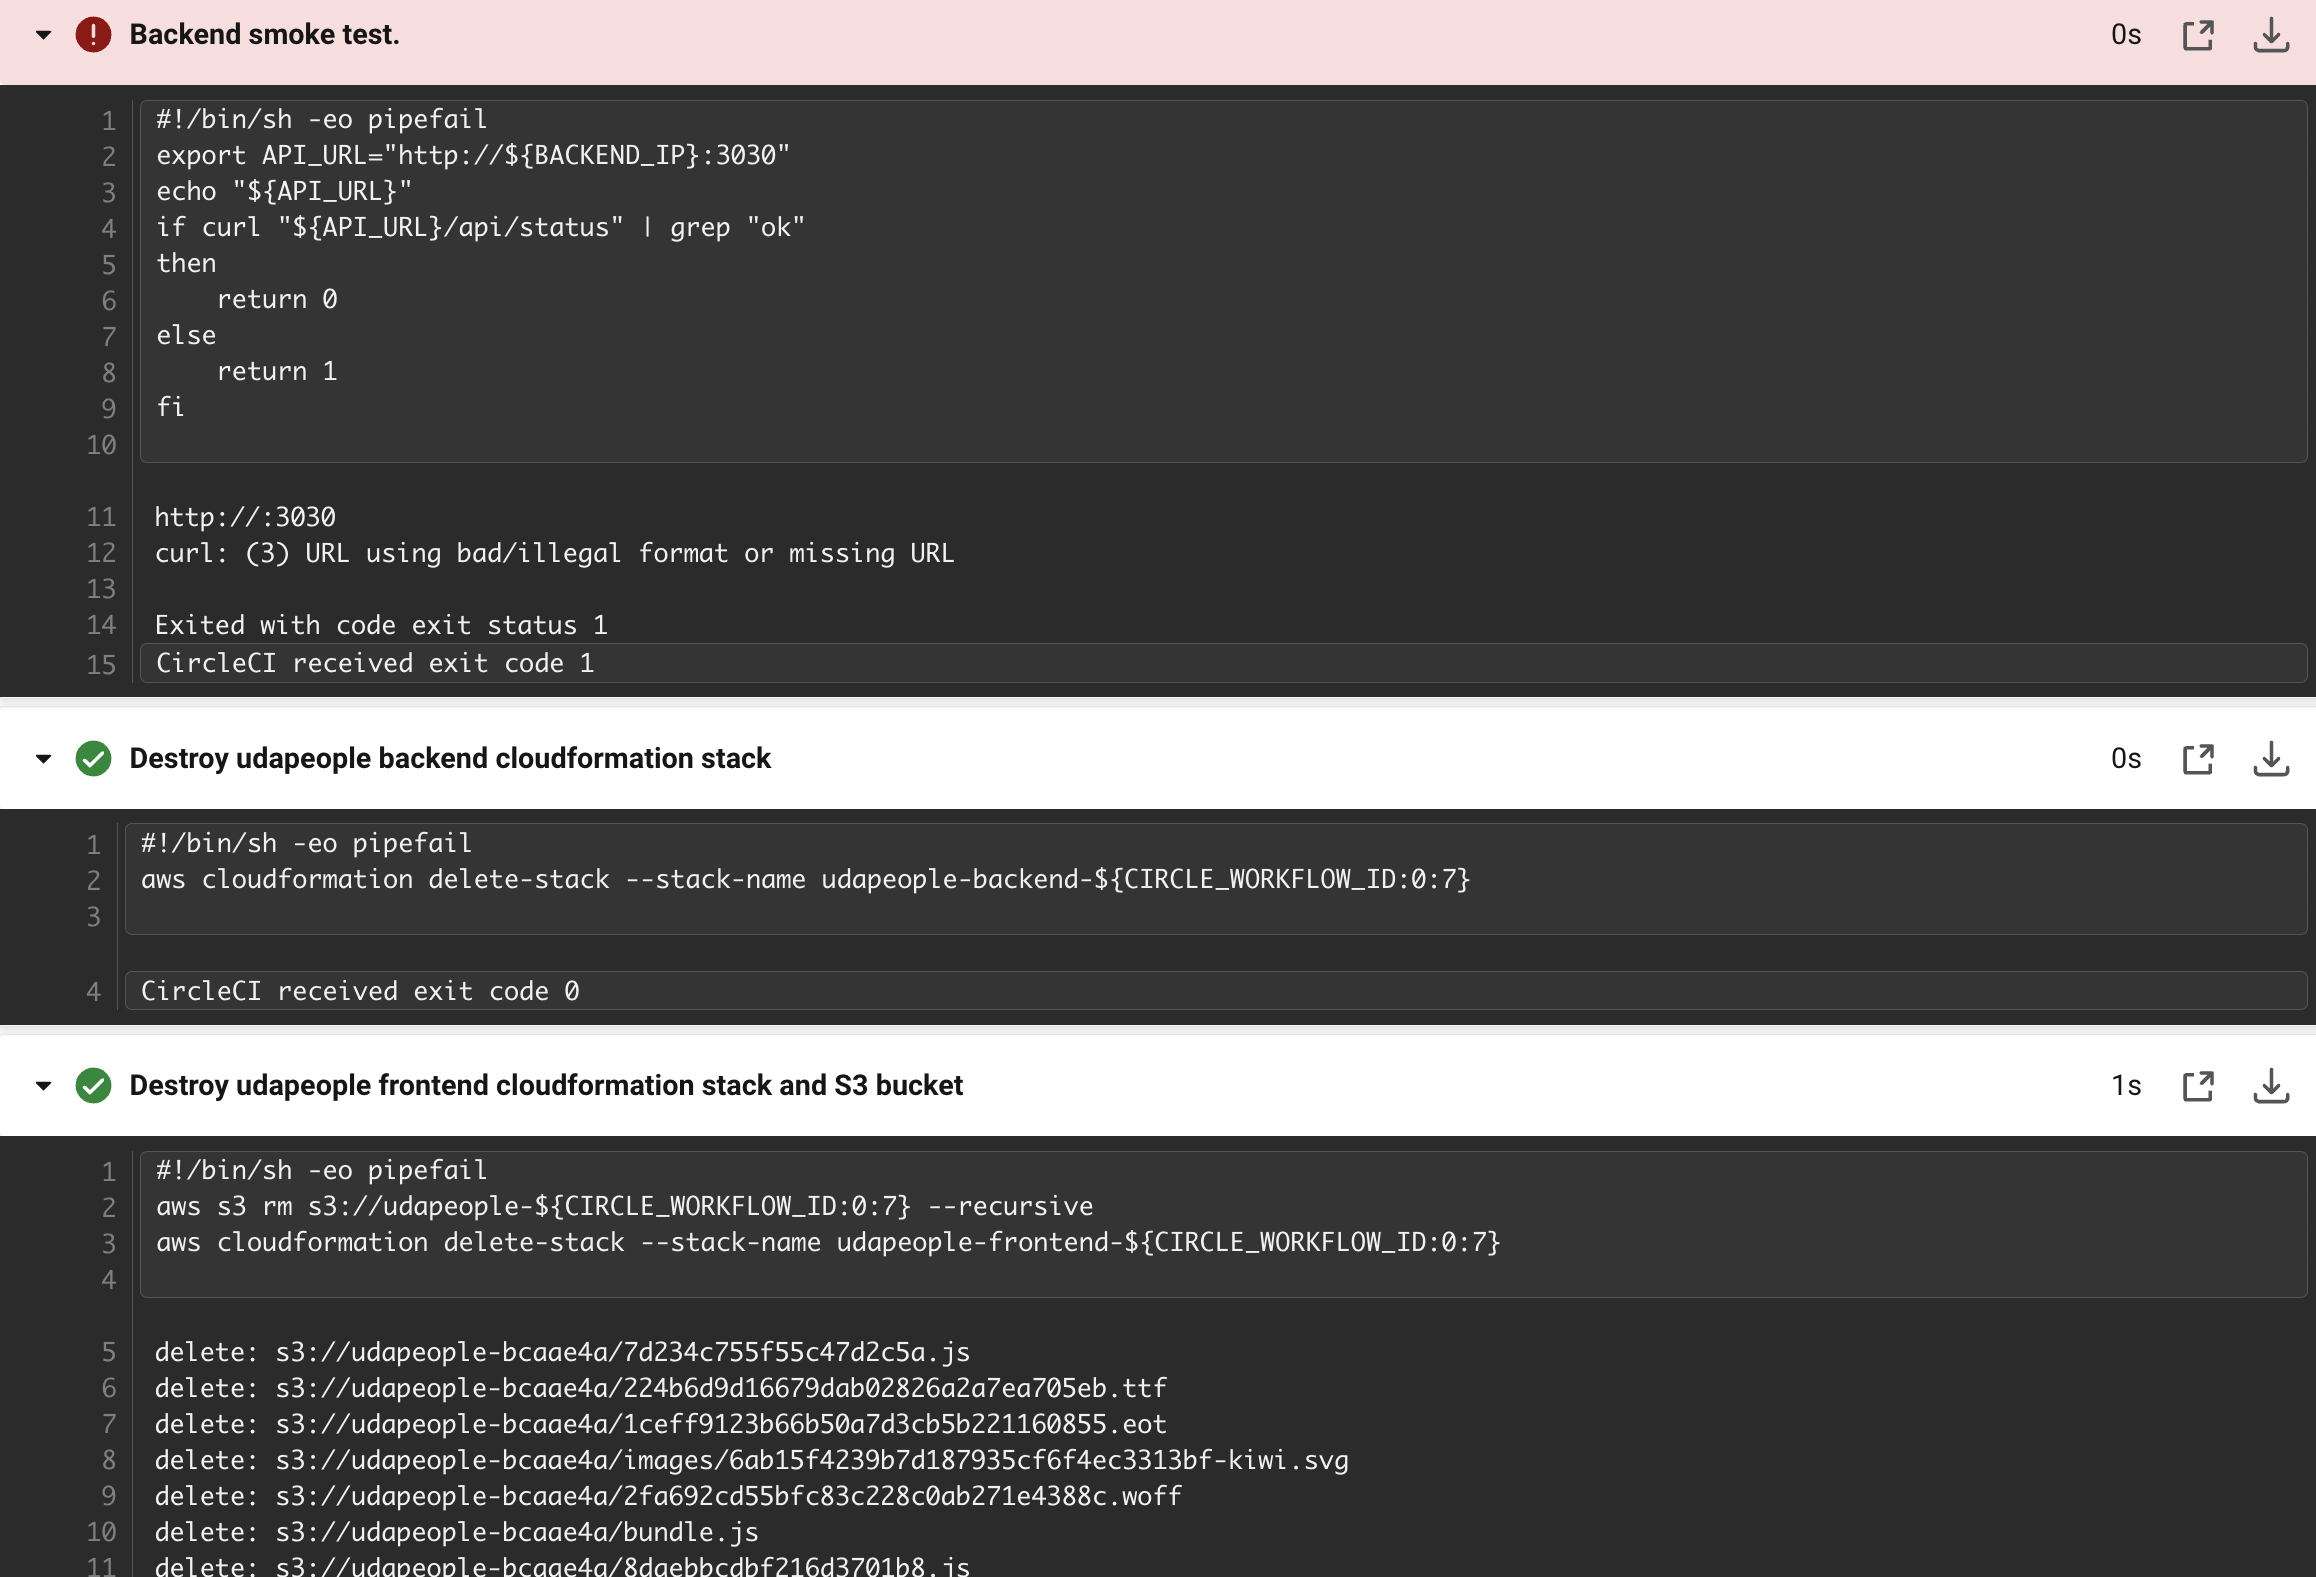 Backend smoke test.
0s
1 #!/bin/sh -eo pipefail
2 export API_URL="http://${BACKEND_IP}:3030"
3 echo "${API_URL}"
4 if curl "${API_URL}/api/status" | grep "ok"
5 then
6     return 0
7 else
8     return 1
9 fi
10
11 http://:3030
12 curl: (3) URL using bad/illegal format or missing URL
13
14 Exited with code exit status 1
15 CircleCI received exit code 1
Destroy udapeople backend cloudformation stack
0s
1 #!/bin/sh -eo pipefail
2 aws cloudformation delete-stack --stack-name udapeople-backend-${CIRCLE_WORKFLOW_ID:0:7}
3
4 CircleCI received exit code 0
Destroy udapeople frontend cloudformation stack and S3 bucket
1s
1 #!/bin/sh -eo pipefail
2 aws s3 rm s3://udapeople-${CIRCLE_WORKFLOW_ID:0:7} --recursive
3 aws cloudformation delete-stack --stack-name udapeople-frontend-${CIRCLE_WORKFLOW_ID:0:7}
4
5 delete: s3://udapeople-bcaae4a/7d234c755f55c47d2c5a.js
6 delete: s3://udapeople-bcaae4a/224b6d9d16679dab02826a2a7ea705eb.ttf
7 delete: s3://udapeople-bcaae4a/1ceff9123b66b50a7d3cb5b221160855.eot
8 delete: s3://udapeople-bcaae4a/images/6ab15f4239b7d187935cf6f4ec3313bf-kiwi.svg
9 delete: s3://udapeople-bcaae4a/2fa692cd55bfc83c228c0ab271e4388c.woff
10 delete: s3://udapeople-bcaae4a/bundle.js
11 delete: s3://udapeople-bcaae4a/8daebbcdbf216d3701b8.js